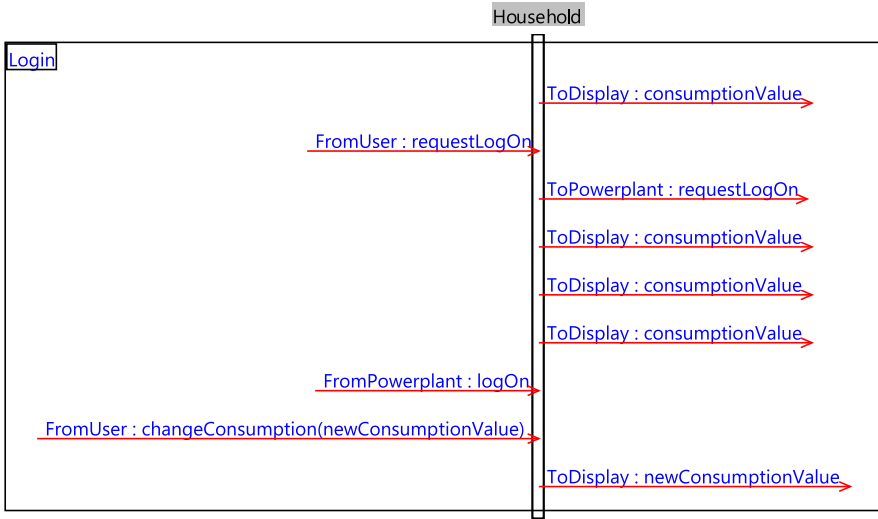 Household
Login
ToDisplay : consumptionValue
FromUser : requestLogOn
ToPowerplant : requestLogOn
ToDisplay : consumptionValue
ToDisplay : consumptionValue
ToDisplay : consumptionValue
FromPowerplant : logOn
FromUser : changeConsumption(newConsumptionValue)
ToDisplay : newConsumptionValue